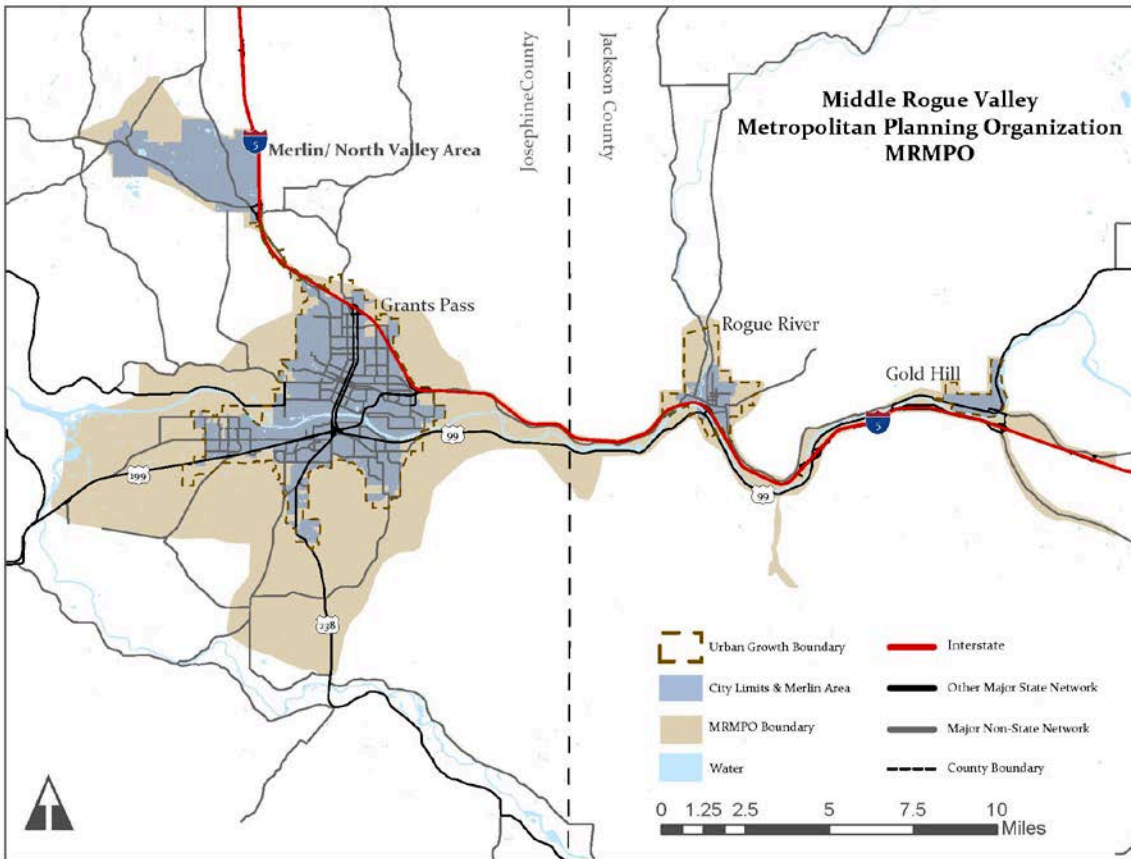 JosephineCounty
Jackson County
Middle Rogue Valley
Metropolitan Planning Organization
MRMPO
5
Merlin/ North Valley Area
Grants Pass
Rogue River
Gold Hill
5
99
199
99
238
Urban Growth Boundary
Interstate
City Limits & Merlin Area
Other Major State Network
MRMPO Boundary
Major Non-State Network
Water
County Boundary
0 1.25 2.5 5 7.5 10
Miles